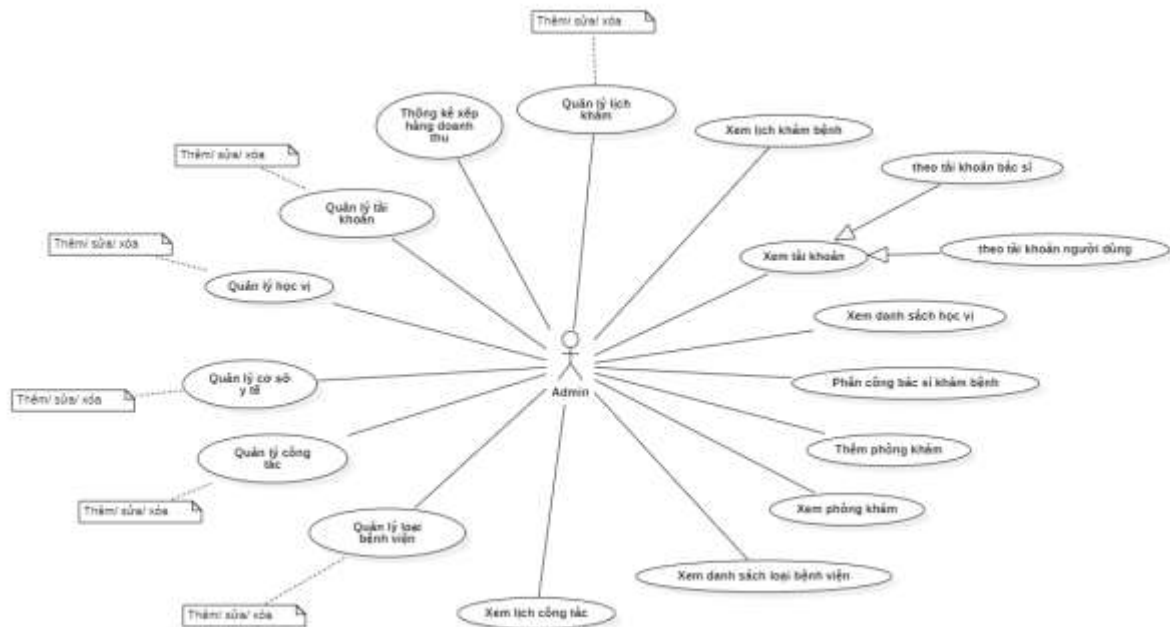 Thêm/ sửa/ xóa
Quản lý lịch
khám
Thống kê xếp
hàng doanh
thu
Xem lịch khám bệnh
Thêm/ sửa/ xóa
theo tài khoản bác sĩ
Quản lý tài
khoản
Thêm/ sửa/ xóa
theo tài khoản người dùng
Xem tài khoản
Quản lý học vị
Xem danh sách học vị
Quản lý cơ sở
y tế
Phân công bác sĩ khám bệnh
Admin
Thêm/ sửa/ xóa
Quản lý công
tác
Thêm phòng khám
Thêm/ sửa/ xóa
Xem phòng khám
Quản lý loại
bệnh viện
Xem danh sách loại bệnh viện
Thêm/ sửa/ xóa
Xem lịch công tác